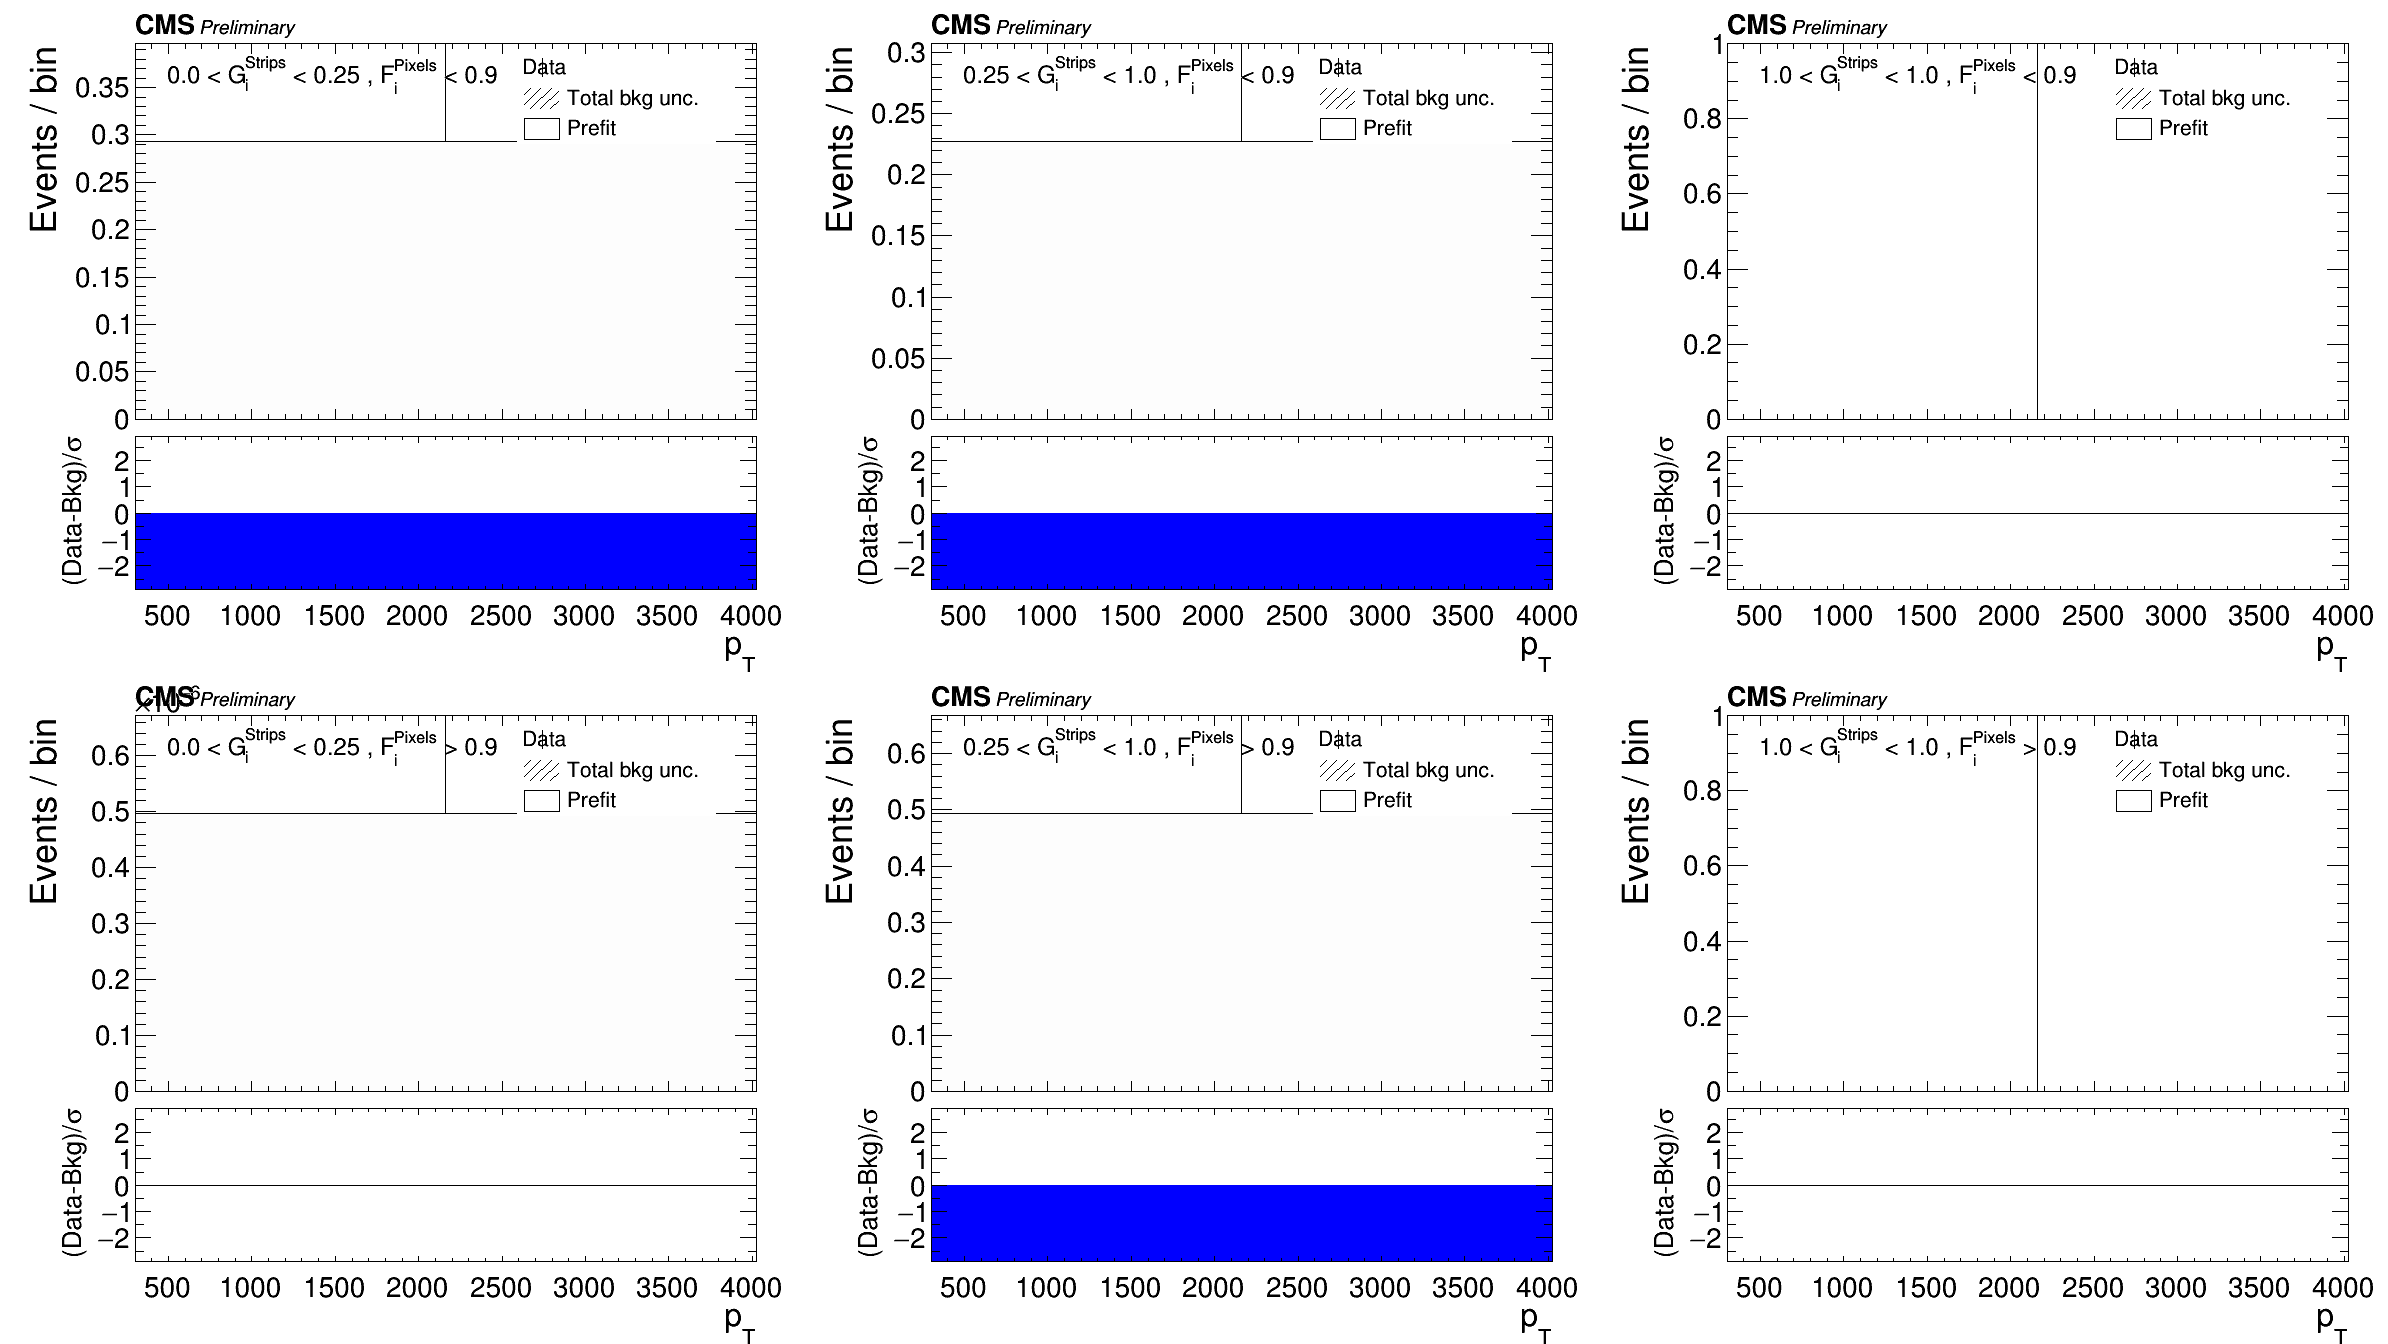 CMS Preliminary
Events / bin
0.0 < G_i^Strips < 0.25 , F_i^Pixels < 0.9
Data
Total bkg unc.
Prefit
0.35
0.3
0.25
0.2
0.15
0.1
0.05
0
(Data-Bkg)/σ
2
1
0
−1
−2
500 1000 1500 2000 2500 3000 3500 4000
p_T
CMS Preliminary
Events / bin
0.25 < G_i^Strips < 1.0 , F_i^Pixels < 0.9
Data
Total bkg unc.
Prefit
0.3
0.25
0.2
0.15
0.1
0.05
0
(Data-Bkg)/σ
2
1
0
−1
−2
500 1000 1500 2000 2500 3000 3500 4000
p_T
CMS Preliminary
Events / bin
1.0 < G_i^Strips < 1.0 , F_i^Pixels < 0.9
Data
Total bkg unc.
Prefit
1
0.8
0.6
0.4
0.2
0
(Data-Bkg)/σ
2
1
0
−1
−2
500 1000 1500 2000 2500 3000 3500 4000
p_T
CMS Preliminary
×10^-6
Events / bin
0.0 < G_i^Strips < 0.25 , F_i^Pixels > 0.9
Data
Total bkg unc.
Prefit
0.6
0.5
0.4
0.3
0.2
0.1
0
(Data-Bkg)/σ
2
1
0
−1
−2
500 1000 1500 2000 2500 3000 3500 4000
p_T
CMS Preliminary
Events / bin
0.25 < G_i^Strips < 1.0 , F_i^Pixels > 0.9
Data
Total bkg unc.
Prefit
0.6
0.5
0.4
0.3
0.2
0.1
0
(Data-Bkg)/σ
2
1
0
−1
−2
500 1000 1500 2000 2500 3000 3500 4000
p_T
CMS Preliminary
Events / bin
1.0 < G_i^Strips < 1.0 , F_i^Pixels > 0.9
Data
Total bkg unc.
Prefit
1
0.8
0.6
0.4
0.2
0
(Data-Bkg)/σ
2
1
0
−1
−2
500 1000 1500 2000 2500 3000 3500 4000
p_T